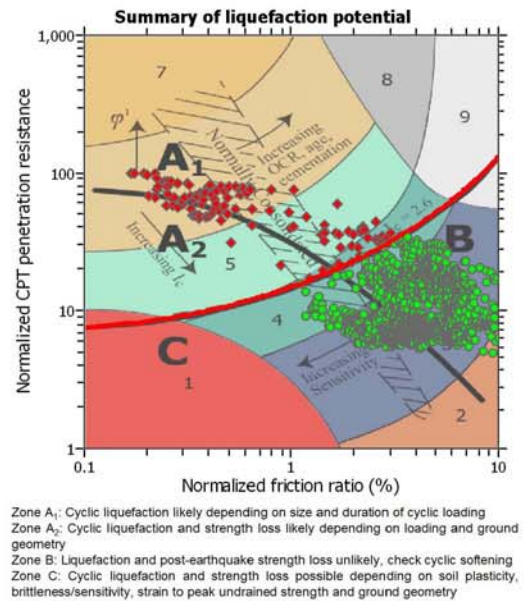 Summary of liquefaction potential
1,000
7
8
9
φ'
Increasing
OCR, age,
cementation
Normally consolidated
100
A1
A2
Increasing Ic
= 2.6
B
5
10
4
C
1
Increasing
Sensitivity
2
1
0.1
1
10
Normalized CPT penetration resistance
Normalized friction ratio (%)
Zone A1: Cyclic liquefaction likely depending on size and duration of cyclic loading
Zone A2: Cyclic liquefaction and strength loss likely depending on loading and ground
geometry
Zone B: Liquefaction and post-earthquake strength loss unlikely, check cyclic softening
Zone C: Cyclic liquefaction and strength loss possible depending on soil plasticity,
brittleness/sensitivity, strain to peak undrained strength and ground geometry